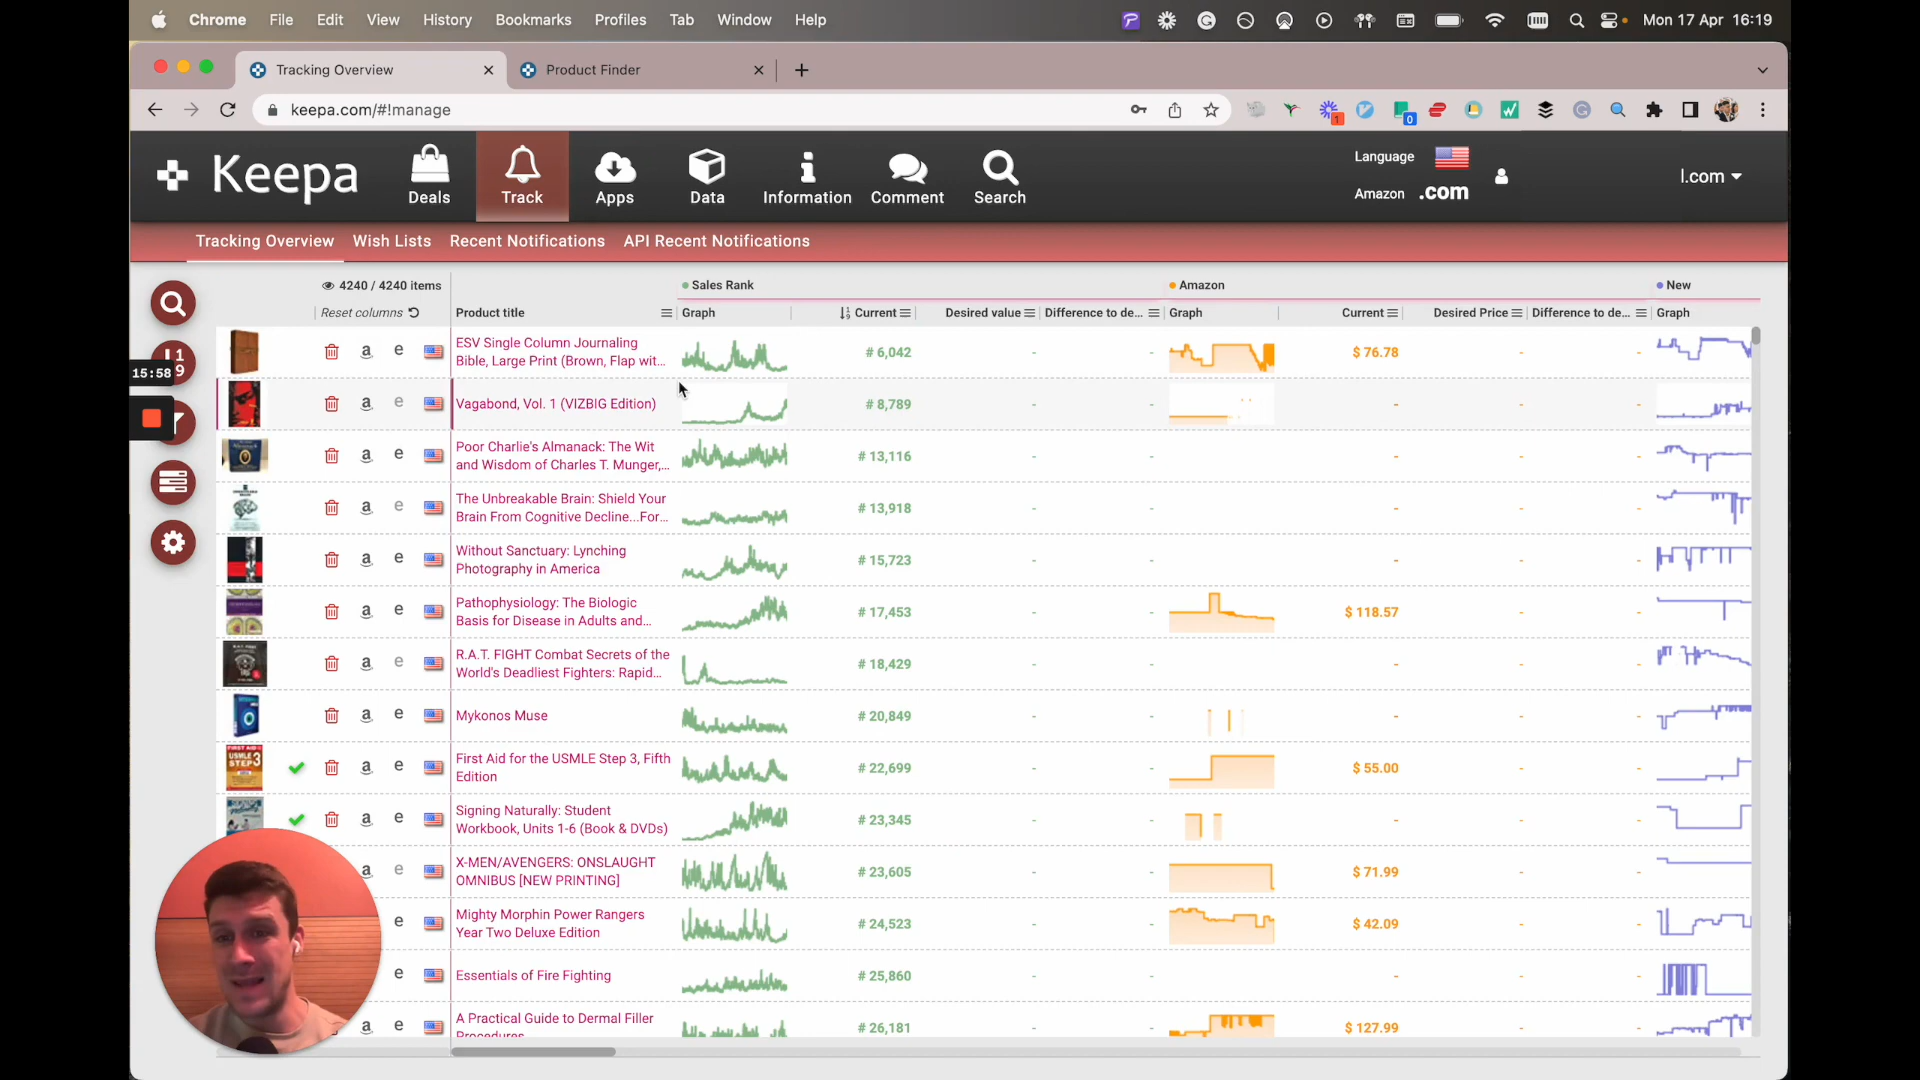 Chrome File Edit View History Bookmarks Profiles Tab Window Help Mon 17 Apr 16:19
Tracking Overview Product Finder
keepa.com/#!manage
1 0
Keepa
Deals Track Apps Data Information Comment Search
Language
Amazon .com
l.com
Tracking Overview Wish Lists Recent Notifications API Recent Notifications
4240 / 4240 items Sales Rank Amazon New
Reset columns Product title Graph Current Desired value Difference to de... Graph Current Desired Price Difference to de... Graph
15:58
ESV Single Column Journaling
Bible, Large Print (Brown, Flap wit...
# 6,042 - - $ 76.78 - -
Vagabond, Vol. 1 (VIZBIG Edition) # 8,789 - - - - -
Poor Charlie's Almanack: The Wit
and Wisdom of Charles T. Munger,...
# 13,116 - - - - -
The Unbreakable Brain: Shield Your
Brain From Cognitive Decline...For...
# 13,918 - - - - -
Without Sanctuary: Lynching
Photography in America
# 15,723 - - - - -
Pathophysiology: The Biologic
Basis for Disease in Adults and...
# 17,453 - - $ 118.57 - -
R.A.T. FIGHT Combat Secrets of the
World's Deadliest Fighters: Rapid...
# 18,429 - - - - -
Mykonos Muse # 20,849 - - - - -
First Aid for the USMLE Step 3, Fifth
Edition
# 22,699 - - $ 55.00 - -
Signing Naturally: Student
Workbook, Units 1-6 (Book & DVDs)
# 23,345 - - - - -
X-MEN/AVENGERS: ONSLAUGHT
OMNIBUS [NEW PRINTING]
# 23,605 - - $ 71.99 - -
Mighty Morphin Power Rangers
Year Two Deluxe Edition
# 24,523 - - $ 42.09 - -
Essentials of Fire Fighting # 25,860 - - - - -
A Practical Guide to Dermal Filler
Procedures
# 26,181 - - $ 127.99 - -